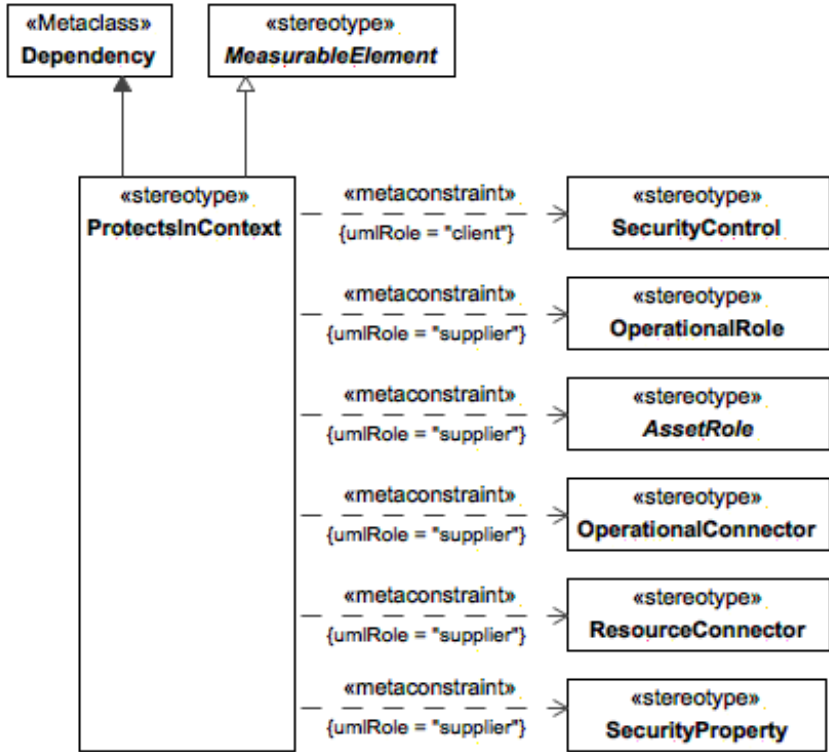 «Metaclass»
Dependency
«stereotype»
MeasurableElement
«stereotype»
ProtectsInContext
«metaconstraint»
{umlRole = "client"}
«stereotype»
SecurityControl
«metaconstraint»
{umlRole = "supplier"}
«stereotype»
OperationalRole
«metaconstraint»
{umlRole = "supplier"}
«stereotype»
AssetRole
«metaconstraint»
{umlRole = "supplier"}
«stereotype»
OperationalConnector
«metaconstraint»
{umlRole = "supplier"}
«stereotype»
ResourceConnector
«metaconstraint»
{umlRole = "supplier"}
«stereotype»
SecurityProperty